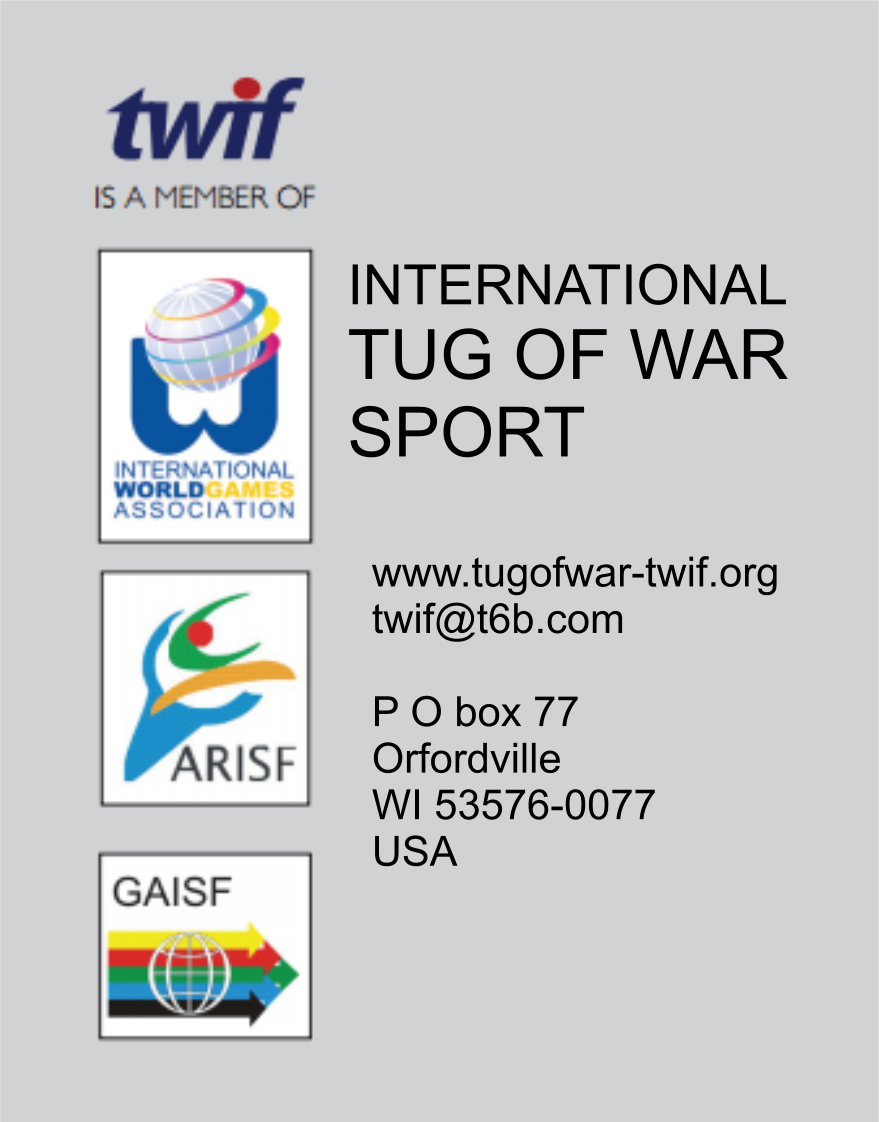 twif
IS A MEMBER OF
INTERNATIONAL
WORLDGAMES
ASSOCIATION
ARISF
GAISF
INTERNATIONAL
TUG OF WAR
SPORT
www.tugofwar-twif.org
twif@t6b.com
P O box 77
Orfordville
WI 53576-0077
USA